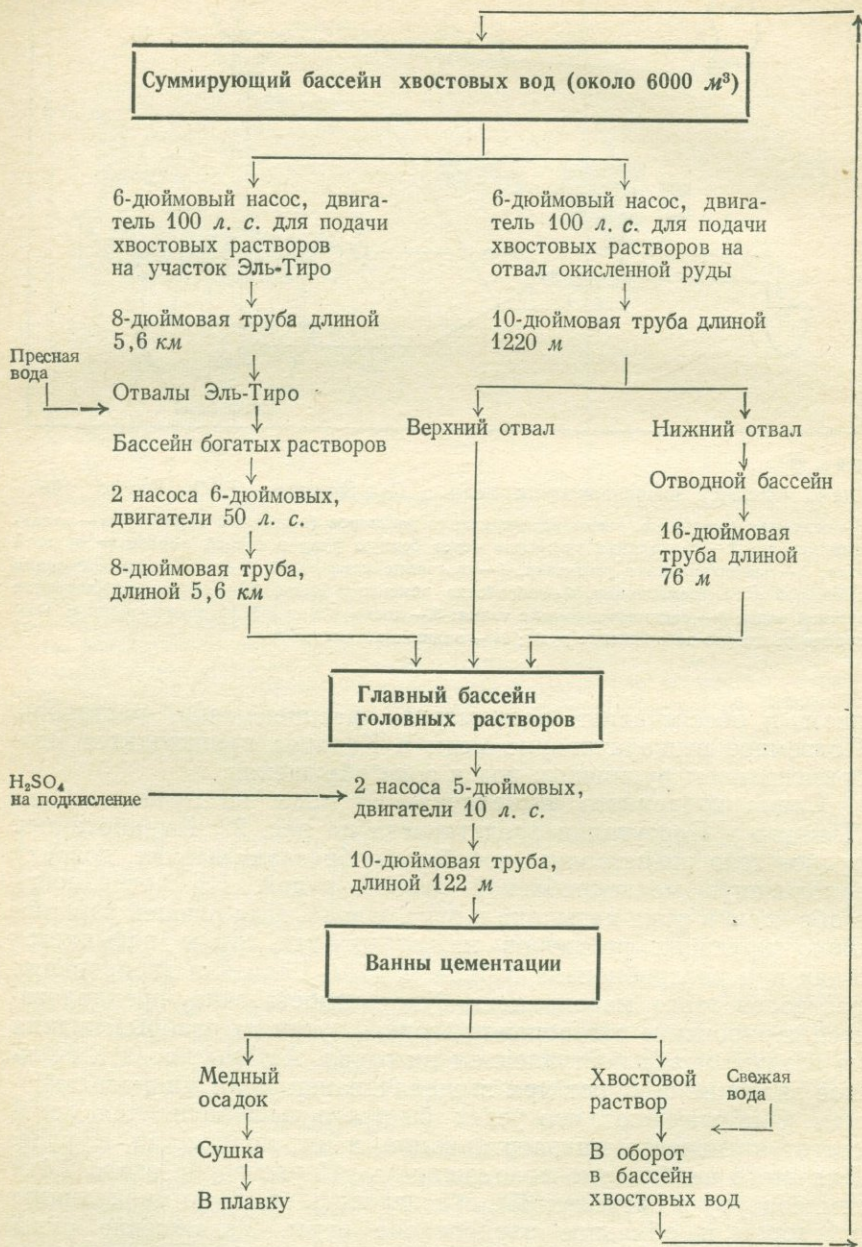 Суммирующий бассейн хвостовых вод (около 6000 м³)
6-дюймовый насос, двига-
тель 100 л. с. для подачи
хвостовых растворов
на участок Эль-Тиро
6-дюймовый насос, двига-
тель 100 л. с. для подачи
хвостовых растворов на
отвал окисленной руды
8-дюймовая труба длиной
5,6 км
10-дюймовая труба длиной
1220 м
Пресная
вода
Отвалы Эль-Тиро
Верхний отвал
Нижний отвал
Бассейн богатых растворов
Отводной бассейн
2 насоса 6-дюймовых,
двигатели 50 л. с.
16-дюймовая
труба длиной
76 м
8-дюймовая труба,
длиной 5,6 км
Главный бассейн
головных растворов
H₂SO₄
на подкисление
2 насоса 5-дюймовых,
двигатели 10 л. с.
10-дюймовая труба,
длиной 122 м
Ванны цементации
Медный
осадок
Хвостовой
раствор
Свежая
вода
Сушка
В оборот
в бассейн
хвостовых вод
В плавку